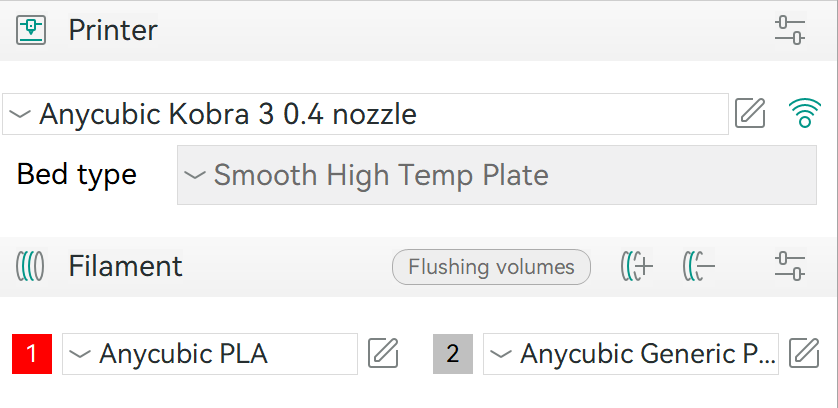 Printer
Anycubic Kobra 3 0.4 nozzle
Bed type Smooth High Temp Plate
Filament Flushing volumes
1 Anycubic PLA 2 Anycubic Generic P...